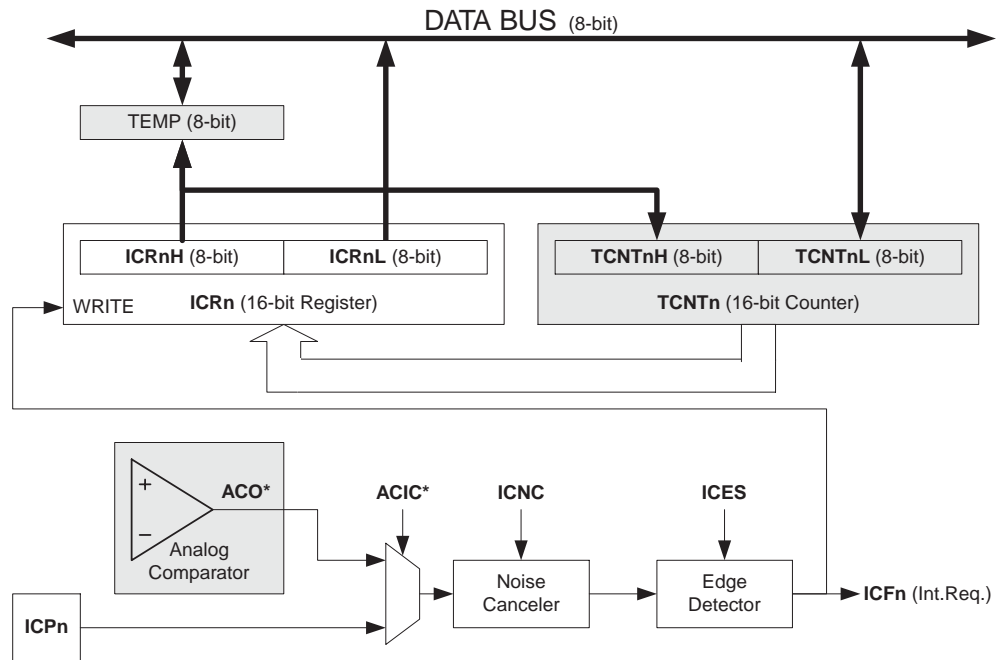 DATA BUS (8-bit)
TEMP (8-bit)
ICRnH (8-bit)
ICRnL (8-bit)
TCNTnH (8-bit)
TCNTnL (8-bit)
WRITE
ICRn (16-bit Register)
TCNTn (16-bit Counter)
+
−
ACO*
Analog
Comparator
ACIC*
ICNC
ICES
Noise
Canceler
Edge
Detector
ICFn (Int.Req.)
ICPn